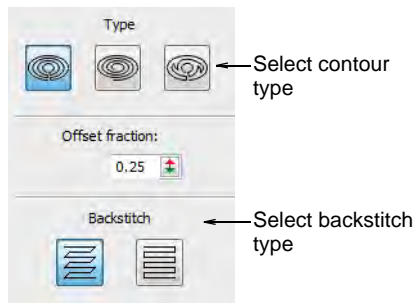 Type
Select contour
type
Offset fraction:
0.25
Backstitch
Select backstitch
type